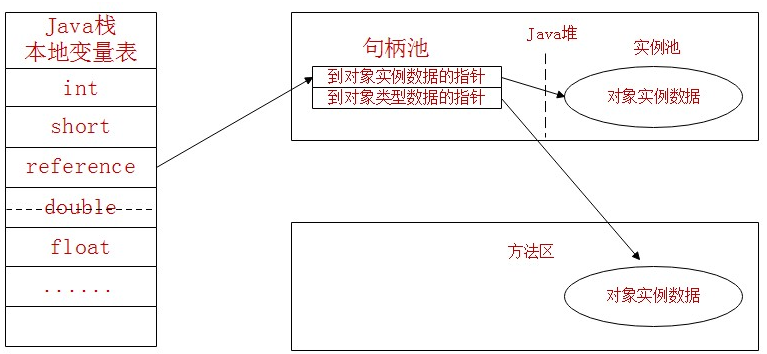 Java栈
本地变量表
int
short
reference
double
float
......
Java堆
句柄池
实例池
到对象实例数据的指针
到对象类型数据的指针
对象实例数据
方法区
对象实例数据